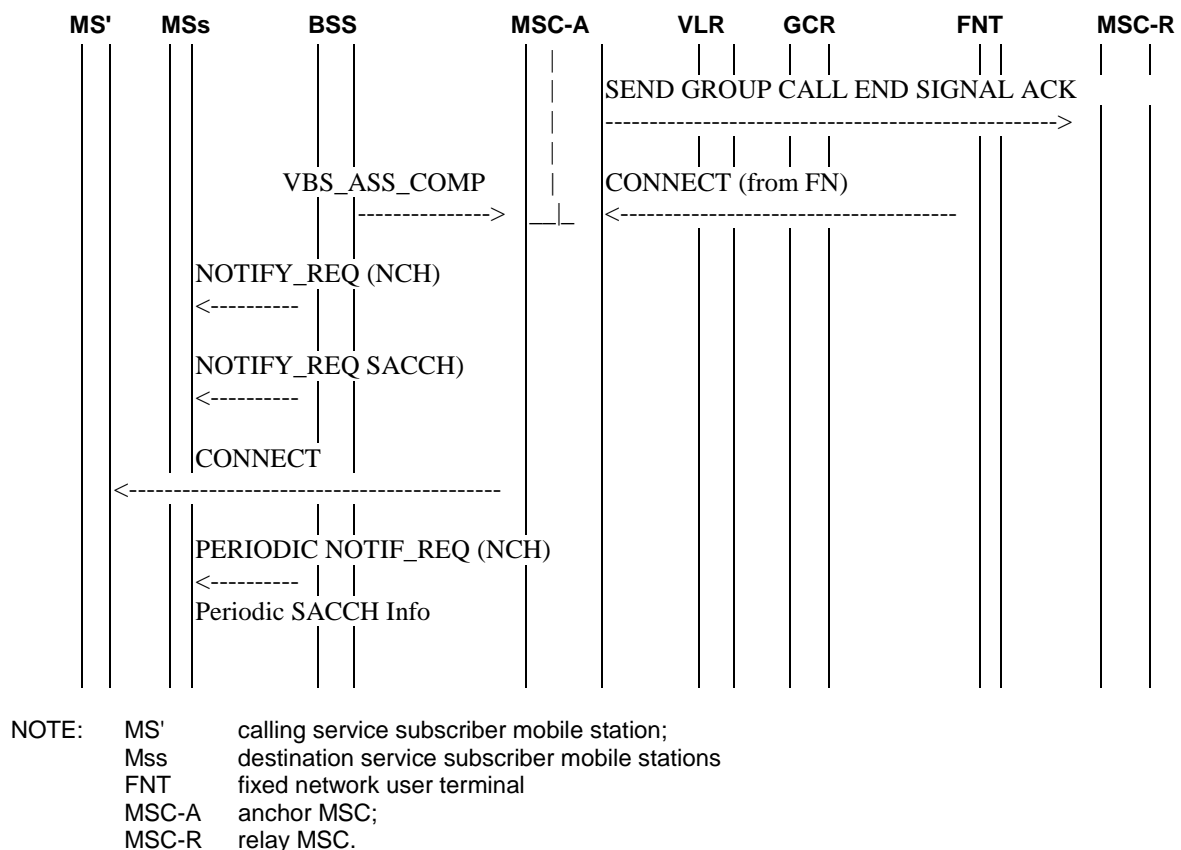 MS' MSs BSS MSC-A VLR GCR FNT MSC-R
SEND GROUP CALL END SIGNAL ACK
--------------------------------------------------->
VBS_ASS_COMP CONNECT (from FN)
---------------> __|_ <--------------------------------------
NOTIFY_REQ (NCH)
<----------
NOTIFY_REQ SACCH)
<----------
CONNECT
<------------------------------------------
PERIODIC NOTIF_REQ (NCH)
<----------
Periodic SACCH Info
NOTE: MS' calling service subscriber mobile station;
Mss destination service subscriber mobile stations
FNT fixed network user terminal
MSC-A anchor MSC;
MSC-R relay MSC.